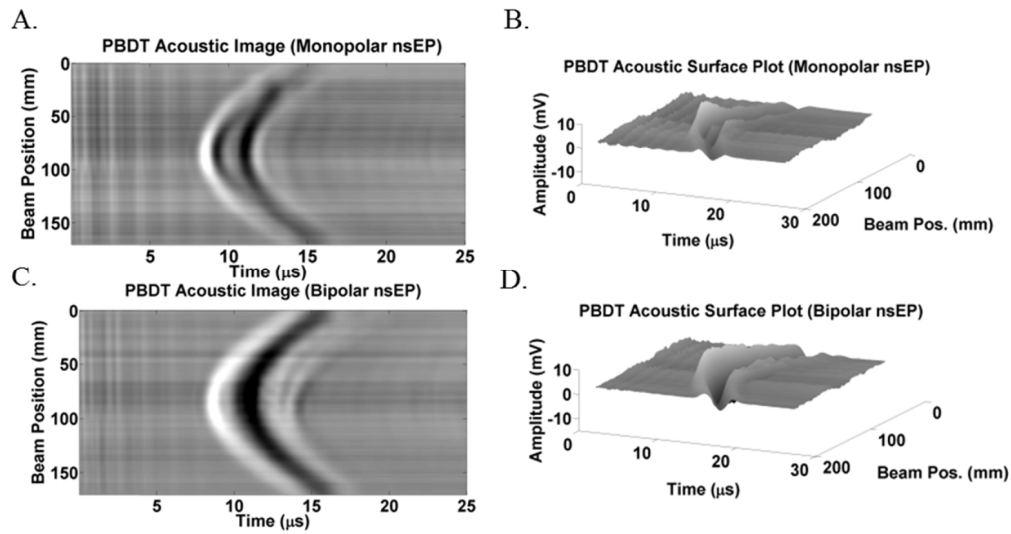 A.
PBDT Acoustic Image (Monopolar nsEP)
Beam Position (mm)
0
50
100
150
5
10
15
20
25
Time (μs)
B.
PBDT Acoustic Surface Plot (Monopolar nsEP)
Amplitude (mV)
10
0
-10
0
10
20
30
Time (μs)
200
100
0
Beam Pos. (mm)
C.
PBDT Acoustic Image (Bipolar nsEP)
Beam Position (mm)
0
50
100
150
5
10
15
20
25
Time (μs)
D.
PBDT Acoustic Surface Plot (Bipolar nsEP)
Amplitude (mV)
10
0
-10
0
10
20
30
Time (μs)
200
100
0
Beam Pos. (mm)